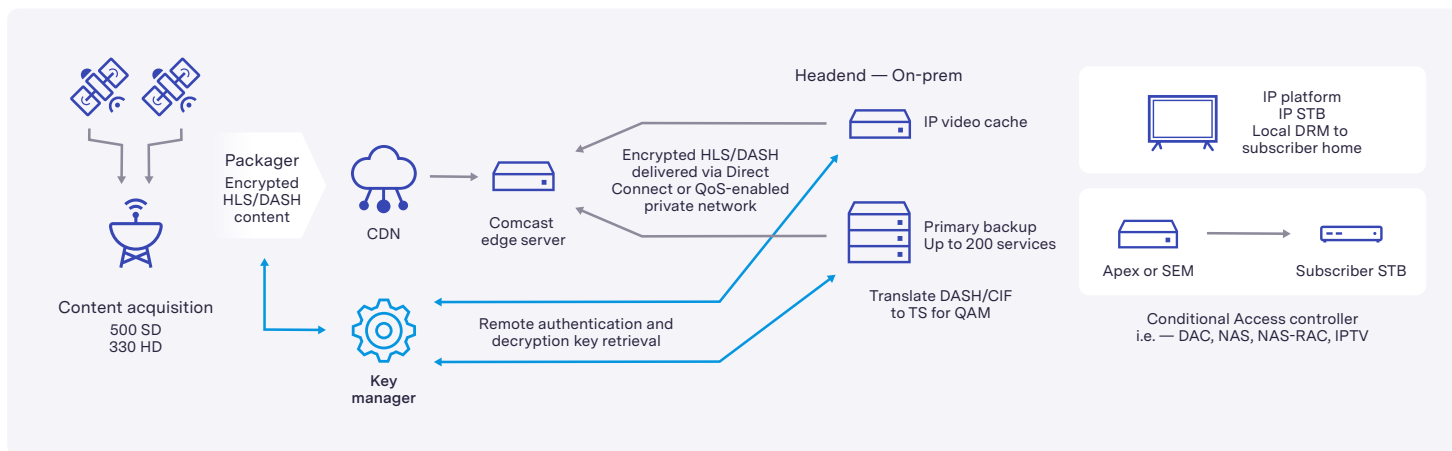 Content acquisition
500 SD
330 HD
Packager
Encrypted
HLS/DASH
content
CDN
Key
manager
Comcast
edge server
Encrypted HLS/DASH
delivered via Direct
Connect or QoS-enabled
private network
Remote authentication and
decryption key retrieval
Headend — On-prem
IP video cache
Primary backup
Up to 200 services
Translate DASH/CIF
to TS for QAM
IP platform
IP STB
Local DRM to
subscriber home
Apex or SEM
Subscriber STB
Conditional Access controller
i.e. — DAC, NAS, NAS-RAC, IPTV